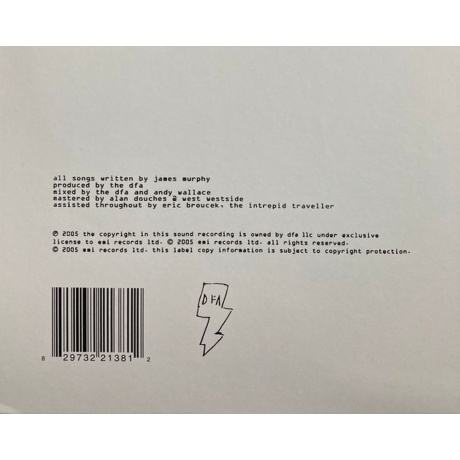 all songs written by james murphy
produced by the dfa
mixed by the dfa and andy wallace
mastered by alan douches @ west westside
assisted throughout by eric broucek, the intrepid traveller
℗ 2005 the copyright in this sound recording is owned by dfa llc under exclusive
license to emi records ltd. © 2005 emi records ltd. all rights reserved.
© 2005 emi records ltd. this label copy information is subject to copyright protection.
DFA
8 29732 21381 2